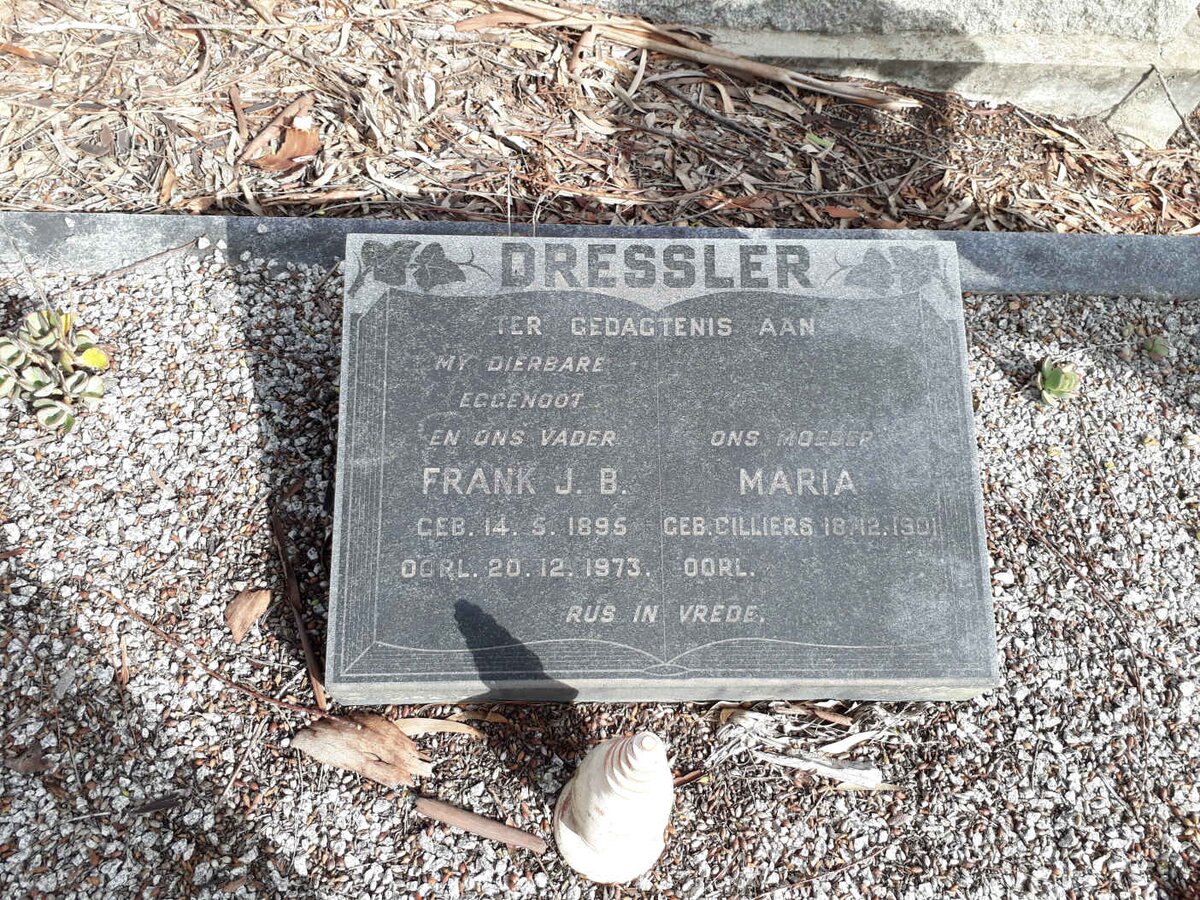 DRESSLER
TER GEDAGTENIS AAN
MY DIERBARE
EGGENOOT
EN ONS VADER
FRANK J. B.
GEB. 14. 5. 1895
OORL. 20. 12. 1973.
ONS MOEDER
MARIA
GEB. CILLIERS 18.12.1901
OORL.
RUS IN VREDE.